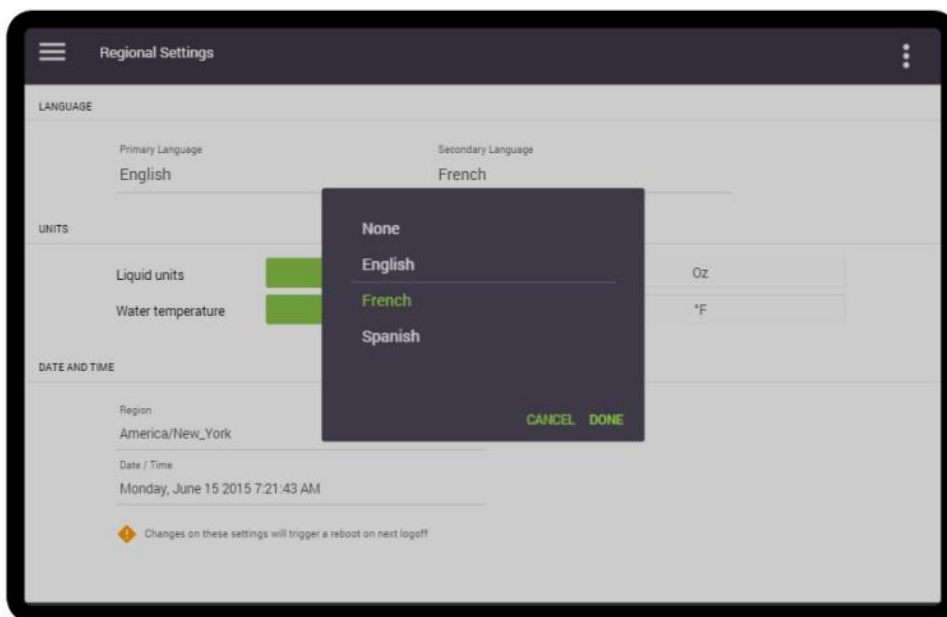 Regional Settings
LANGUAGE
Primary Language
Secondary Language
English
French
UNITS
Liquid units
Oz
Water temperature
°F
None
English
French
Spanish
CANCEL DONE
DATE AND TIME
Region
America/New_York
Date / Time
Monday, June 15 2015 7:21:43 AM
Changes on these settings will trigger a reboot on next logoff